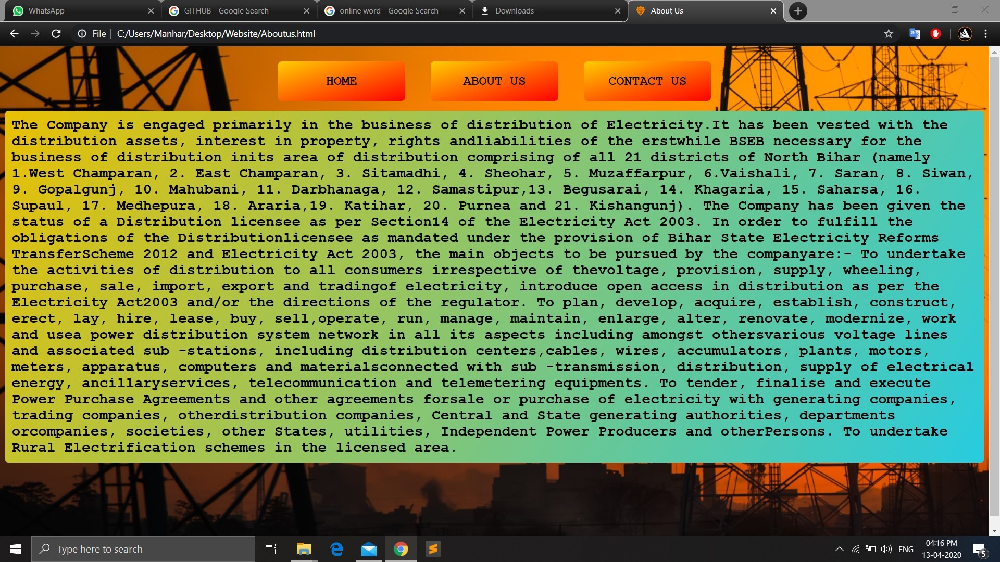 WhatsApp
GITHUB - Google Search
online word - Google Search
Downloads
About Us
File
C:/Users/Manhar/Desktop/Website/Aboutus.html
HOME
ABOUT US
CONTACT US
The Company is engaged primarily in the business of distribution of Electricity.It has been vested with the
distribution assets, interest in property, rights andliabilities of the erstwhile BSEB necessary for the
business of distribution inits area of distribution comprising of all 21 districts of North Bihar (namely
1.West Champaran, 2. East Champaran, 3. Sitamadhi, 4. Sheohar, 5. Muzaffarpur, 6.Vaishali, 7. Saran, 8. Siwan,
9. Gopalgunj, 10. Mahubani, 11. Darbhanaga, 12. Samastipur,13. Begusarai, 14. Khagaria, 15. Saharsa, 16.
Supaul, 17. Medhepura, 18. Araria,19. Katihar, 20. Purnea and 21. Kishangunj). The Company has been given the
status of a Distribution licensee as per Section14 of the Electricity Act 2003. In order to fulfill the
obligations of the Distributionlicensee as mandated under the provision of Bihar State Electricity Reforms
TransferScheme 2012 and Electricity Act 2003, the main objects to be pursued by the companyare:- To undertake
the activities of distribution to all consumers irrespective of thevoltage, provision, supply, wheeling,
purchase, sale, import, export and tradingof electricity, introduce open access in distribution as per the
Electricity Act2003 and/or the directions of the regulator. To plan, develop, acquire, establish, construct,
erect, lay, hire, lease, buy, sell,operate, run, manage, maintain, enlarge, alter, renovate, modernize, work
and usea power distribution system network in all its aspects including amongst othersvarious voltage lines
and associated sub -stations, including distribution centers,cables, wires, accumulators, plants, motors,
meters, apparatus, computers and materialsconnected with sub -transmission, distribution, supply of electrical
energy, ancillaryservices, telecommunication and telemetering equipments. To tender, finalise and execute
Power Purchase Agreements and other agreements forsale or purchase of electricity with generating companies,
trading companies, otherdistribution companies, Central and State generating authorities, departments
orcompanies, societies, other States, utilities, Independent Power Producers and otherPersons. To undertake
Rural Electrification schemes in the licensed area.
Type here to search
ENG
04:16 PM
13-04-2020
5